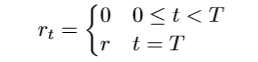 r_t = { 0  0 ≤ t < T
r  t = T